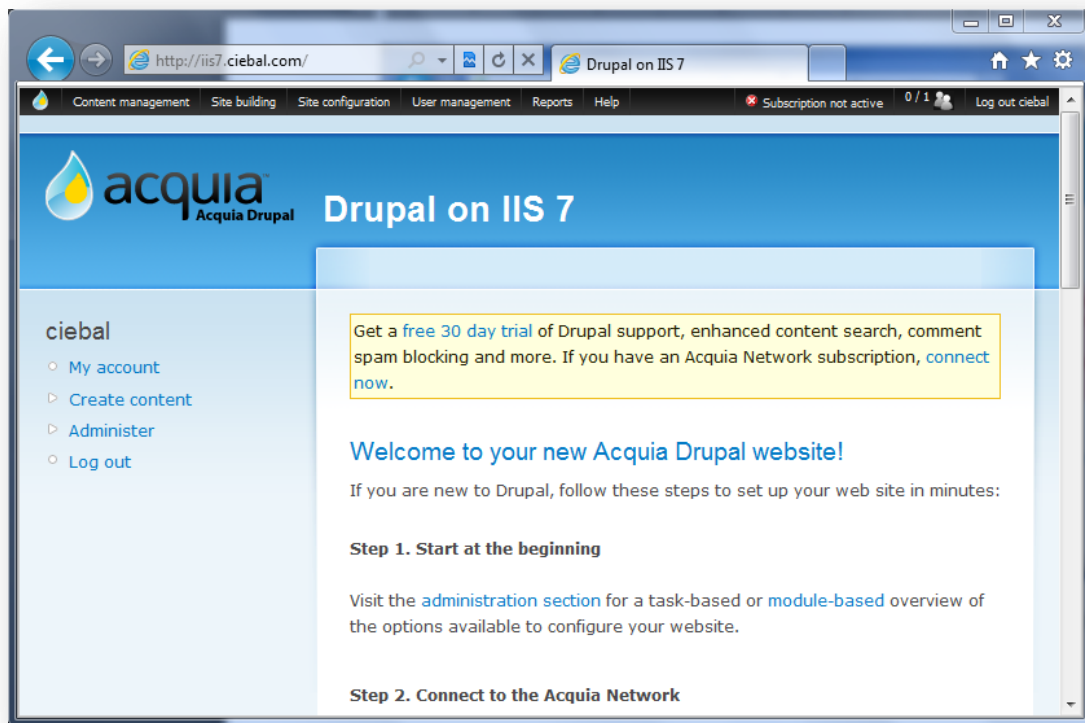 http://iis7.ciebal.com/
Drupal on IIS 7
Content management Site building Site configuration User management Reports Help Subscription not active 0 / 1 Log out ciebal
acquia™
Acquia Drupal
Drupal on IIS 7
ciebal
My account
Create content
Administer
Log out
Get a free 30 day trial of Drupal support, enhanced content search, comment
spam blocking and more. If you have an Acquia Network subscription, connect
now.
Welcome to your new Acquia Drupal website!
If you are new to Drupal, follow these steps to set up your web site in minutes:
Step 1. Start at the beginning
Visit the administration section for a task-based or module-based overview of
the options available to configure your website.
Step 2. Connect to the Acquia Network